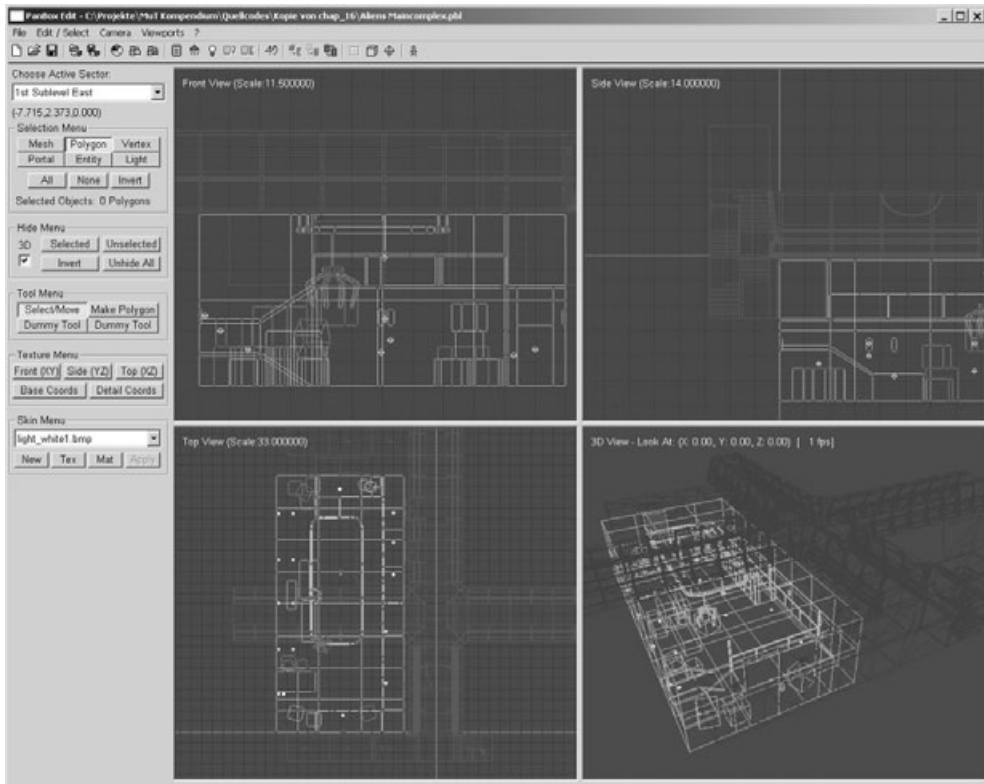 PanBox Edit - C:\Projekte\MuT Kompendium\Quellcodes\Kopie von chap_16\Aliens Maincomplex.pbl
File Edit / Select Camera Viewports ?
Choose Active Sector:
1st Sublevel East
(-7.715,2.373,0.000)
Selection Menu
Mesh Polygon Vertex
Portal Entity Light
All None Invert
Selected Objects: 0 Polygons
Hide Menu
3D Selected Unselected
Invert Unhide All
Tool Menu
Select/Move Make Polygon
Dummy Tool Dummy Tool
Texture Menu
Front (XY) Side (YZ) Top (XZ)
Base Coords Detail Coords
Skin Menu
light_white1.bmp
New Tex Mat Apply
Front View (Scale:11.500000)
Side View (Scale:14.000000)
Top View (Scale:33.000000)
3D View - Look At: (X: 0.00, Y: 0.00, Z: 0.00) [ 1 fps]